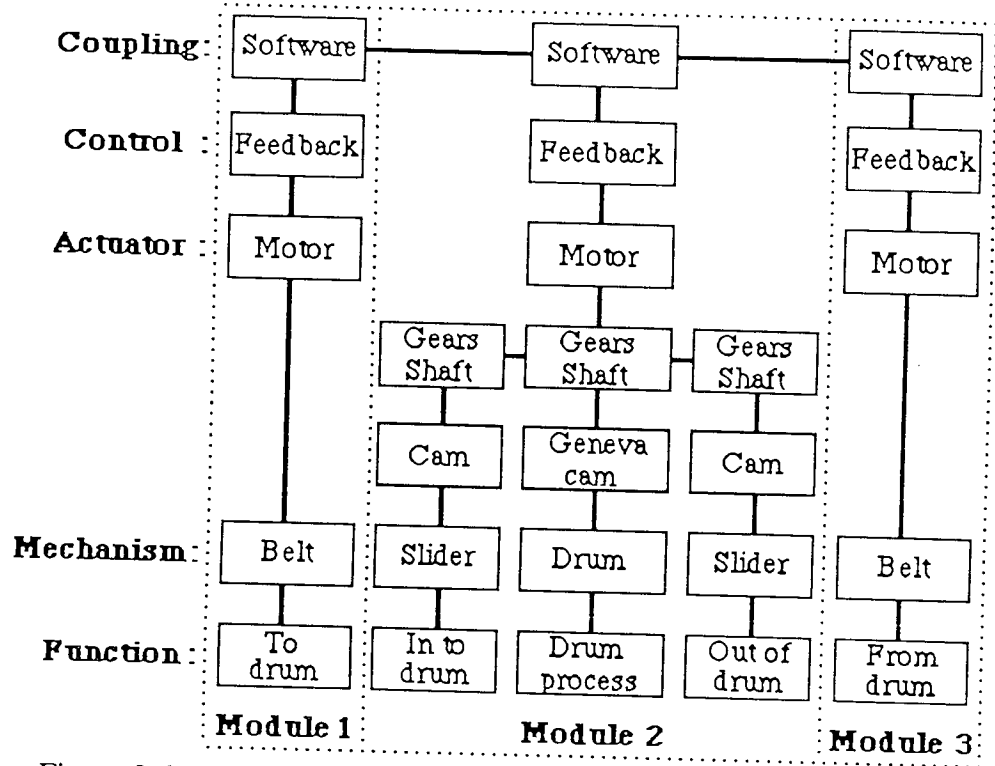 Coupling: Software Software Software
Control : Feedback Feedback Feedback
Actuator : Motor Motor Motor
Gears Shaft
Gears Shaft
Gears Shaft
Cam
Geneva cam
Cam
Mechanism: Belt Slider Drum Slider Belt
Function :
To drum
In to drum
Drum process
Out of drum
From drum
Module 1 Module 2 Module 3